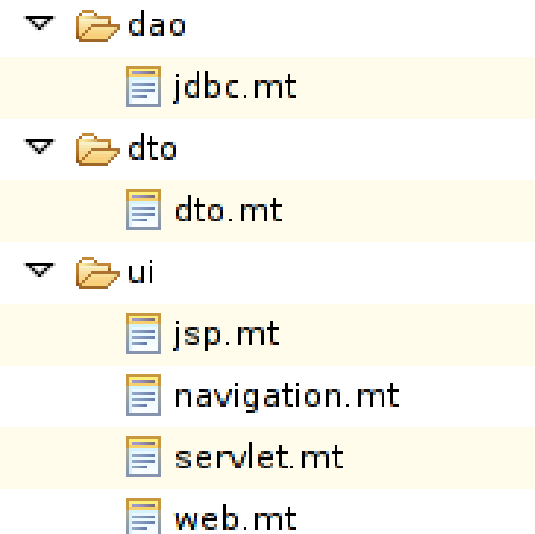 dao
jdbc.mt
dto
dto.mt
ui
jsp.mt
navigation.mt
servlet.mt
web.mt